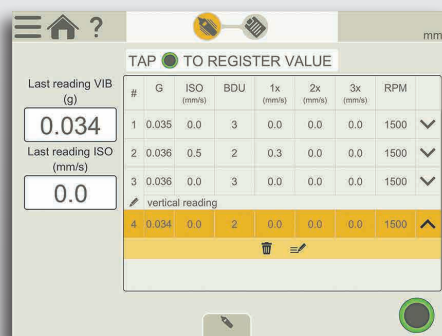 ?
mm
TAP TO REGISTER VALUE
Last reading VIB
(g)
0.034
Last reading ISO
(mm/s)
0.0
# G ISO BDU 1x 2x 3x RPM
(mm/s) (mm/s) (mm/s) (mm/s)
1 0.035 0.0 3 0.0 0.0 0.0 1500
2 0.036 0.5 2 0.3 0.0 0.0 1500
3 0.036 0.0 3 0.0 0.0 0.0 1500
vertical reading
4 0.034 0.0 2 0.0 0.0 0.0 1500